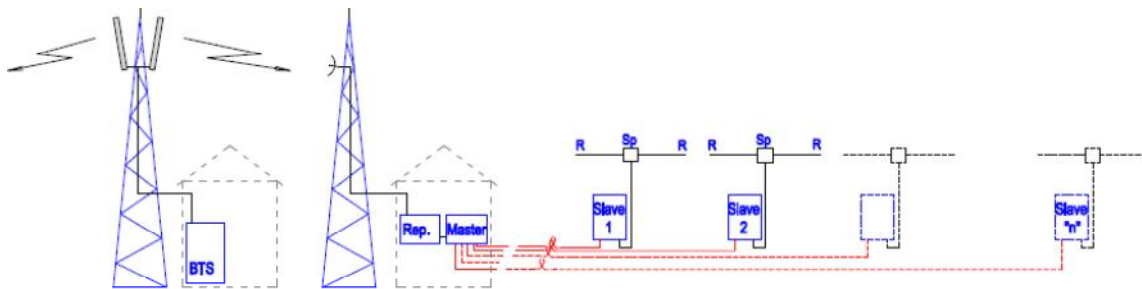 R Sp R
R Sp R
Slave
1
Slave
2
Slave
"n"
Rep.
Master
BTS